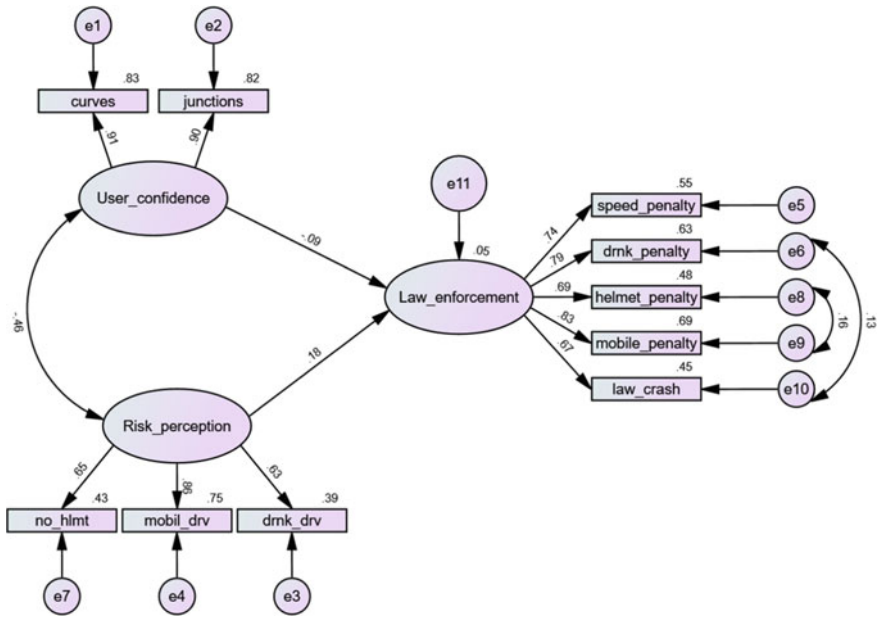 e1
e2
.83
.82
curves
junctions
.91
.90
User_confidence
e11
-.09
.05
Law_enforcement
-.46
.18
Risk_perception
.74
.79
.69
.83
.67
.55
speed_penalty
e5
.63
drnk_penalty
e6
.48
helmet_penalty
e8
.69
mobile_penalty
e9
.45
law_crash
e10
.16
.13
.65
.86
.63
.43
.75
.39
no_hlmt
mobil_drv
drnk_drv
e7
e4
e3